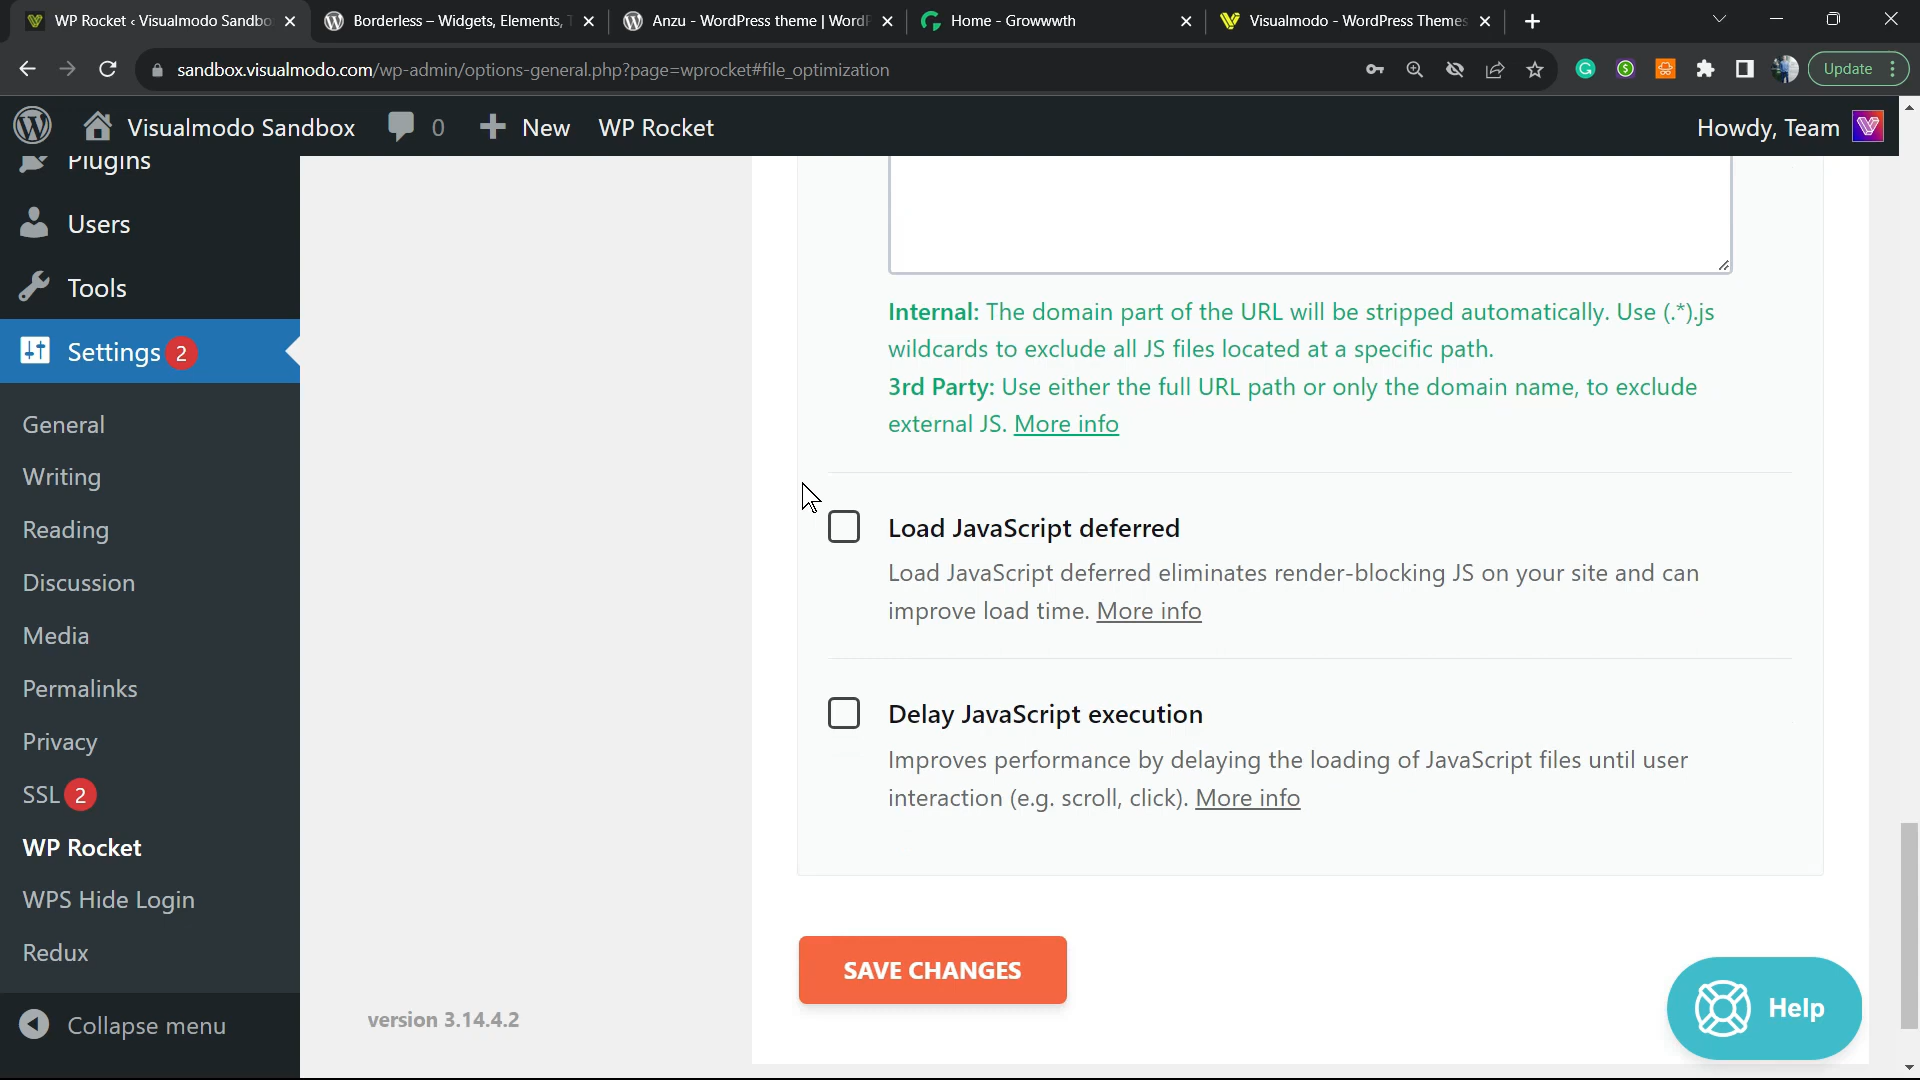 WP Rocket ‹ Visualmodo Sandbo
Borderless – Widgets, Elements, T
Anzu - WordPress theme | WordP
Home - Growwwth
Visualmodo - WordPress Themes
sandbox.visualmodo.com/wp-admin/options-general.php?page=wprocket#file_optimization
Update
Visualmodo Sandbox
0
New
WP Rocket
Howdy, Team
Plugins
Users
Tools
Settings 2
General
Writing
Reading
Discussion
Media
Permalinks
Privacy
SSL 2
WP Rocket
WPS Hide Login
Redux
Collapse menu
Internal: The domain part of the URL will be stripped automatically. Use (.*).js
wildcards to exclude all JS files located at a specific path.
3rd Party: Use either the full URL path or only the domain name, to exclude
external JS. More info
Load JavaScript deferred
Load JavaScript deferred eliminates render-blocking JS on your site and can
improve load time. More info
Delay JavaScript execution
Improves performance by delaying the loading of JavaScript files until user
interaction (e.g. scroll, click). More info
SAVE CHANGES
version 3.14.4.2
Help